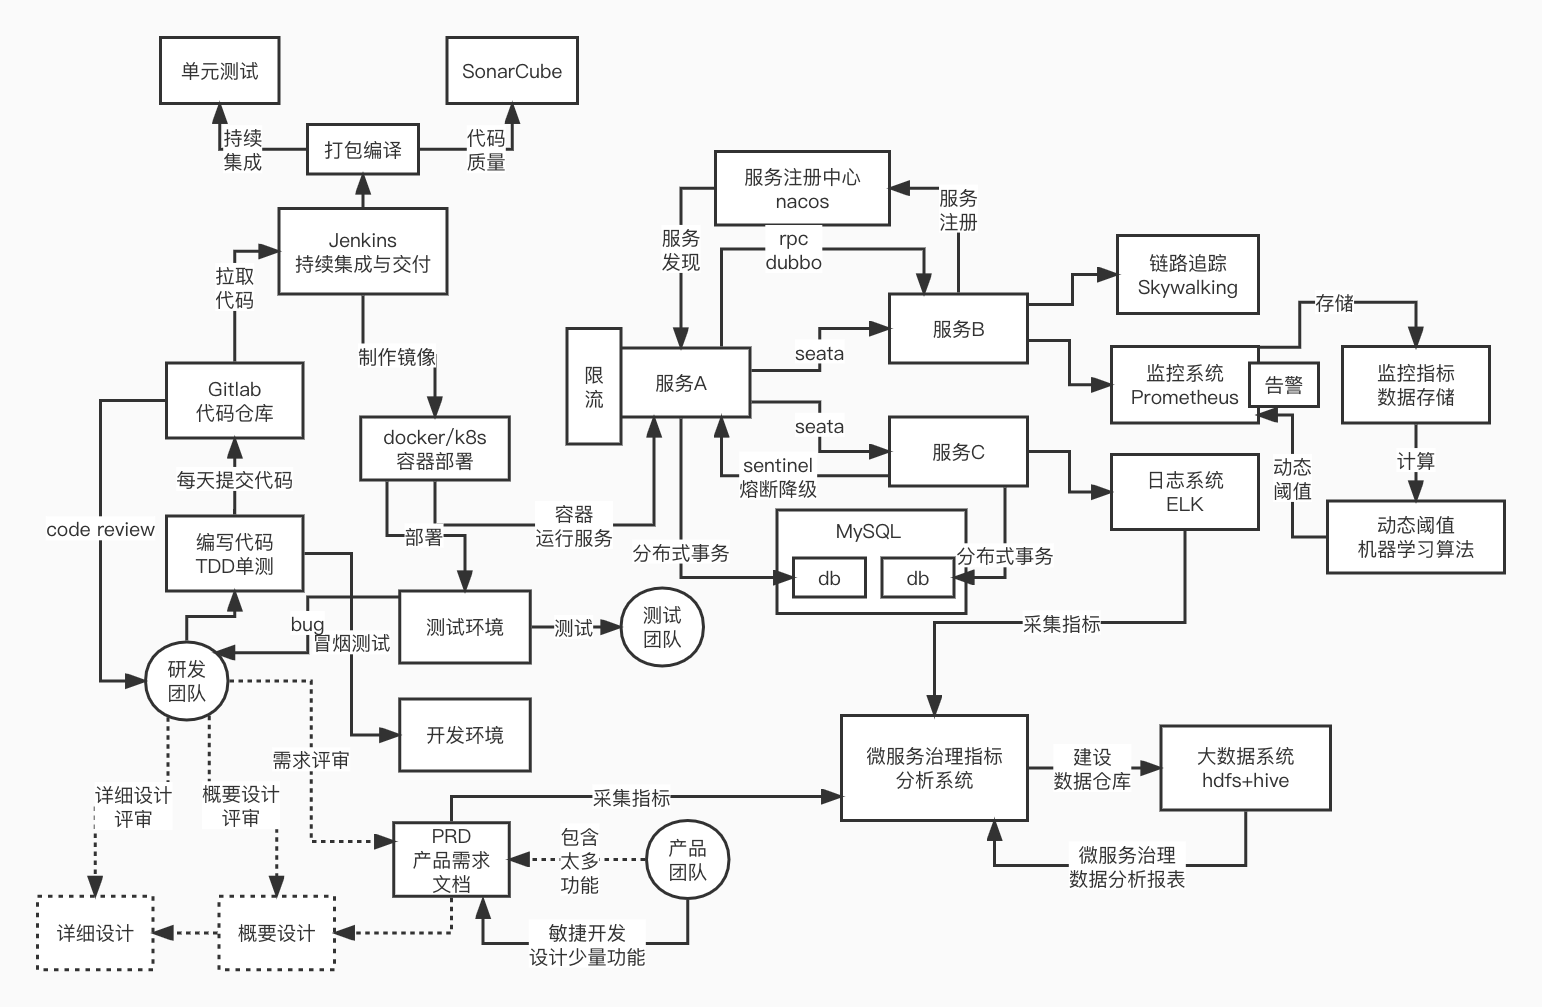 单元测试
SonarCube
持续
集成
打包编译
代码
质量
Jenkins
持续集成与交付
拉取
代码
制作镜像
Gitlab
代码仓库
docker/k8s
容器部署
每天提交代码
code review
编写代码
TDD单测
部署
容器
运行服务
bug
冒烟测试
测试环境
测试
测试
团队
研发
团队
开发环境
需求评审
详细设计
评审
概要设计
评审
详细设计
概要设计
PRD
产品需求
文档
采集指标
包含
太多
功能
产品
团队
敏捷开发
设计少量功能
服务注册中心
nacos
服务
注册
服务
发现
rpc
dubbo
限
流
服务A
seata
seata
服务B
服务C
sentinel
熔断降级
分布式事务
MySQL
db
db
分布式事务
链路追踪
Skywalking
存储
监控系统
Prometheus
告警
监控指标
数据存储
计算
动态
阈值
动态阈值
机器学习算法
日志系统
ELK
采集指标
微服务治理指标
分析系统
建设
数据仓库
大数据系统
hdfs+hive
微服务治理
数据分析报表